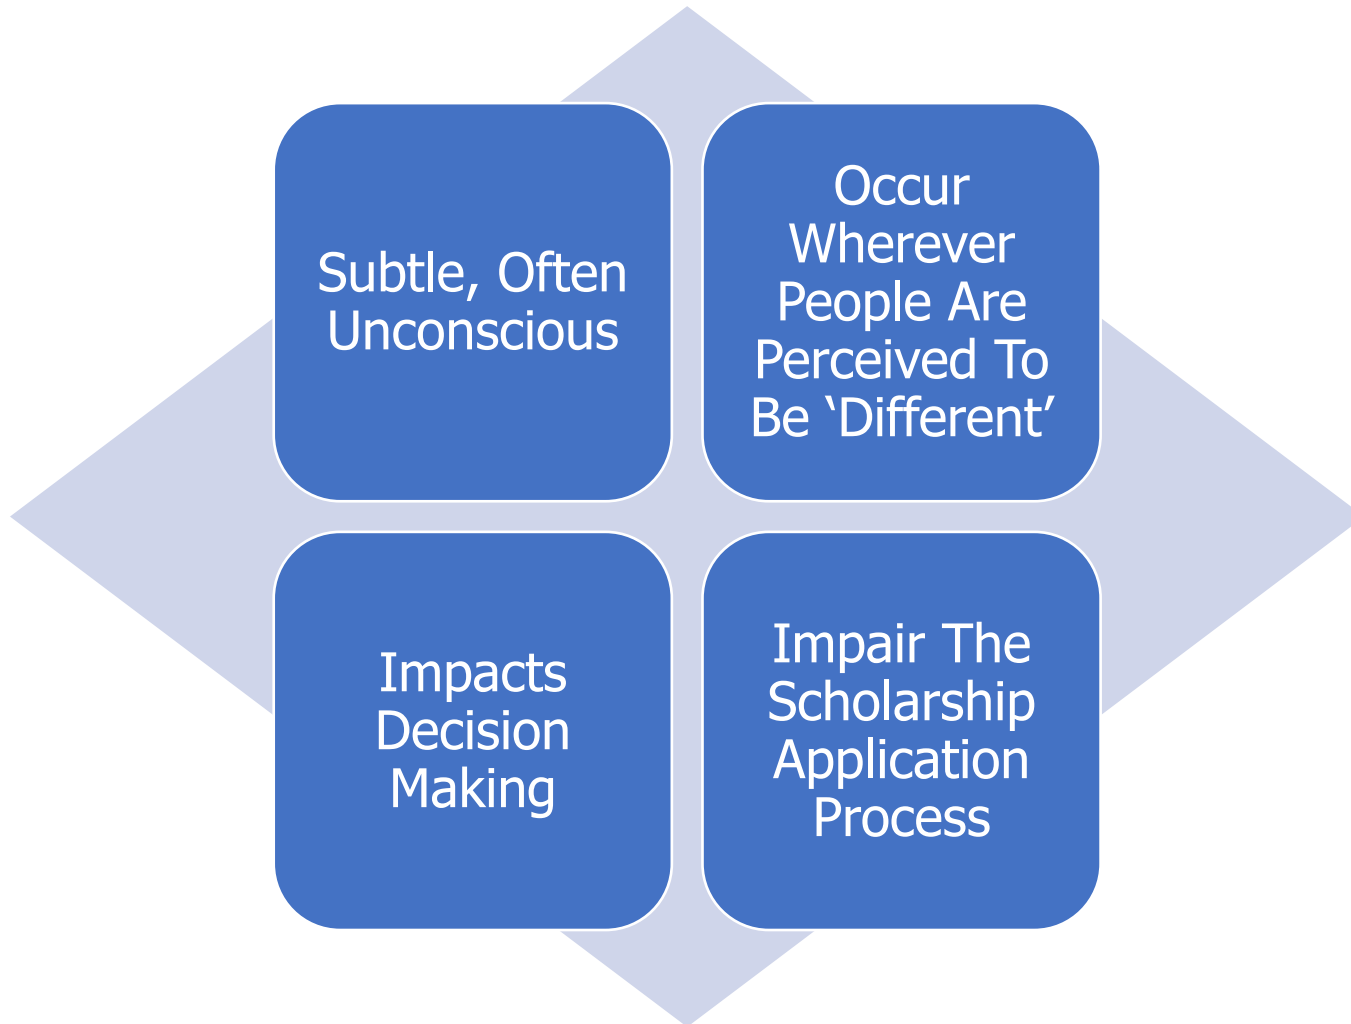 Subtle, Often
Unconscious
Occur
Wherever
People Are
Perceived To
Be ‘Different’
Impacts
Decision
Making
Impair The
Scholarship
Application
Process